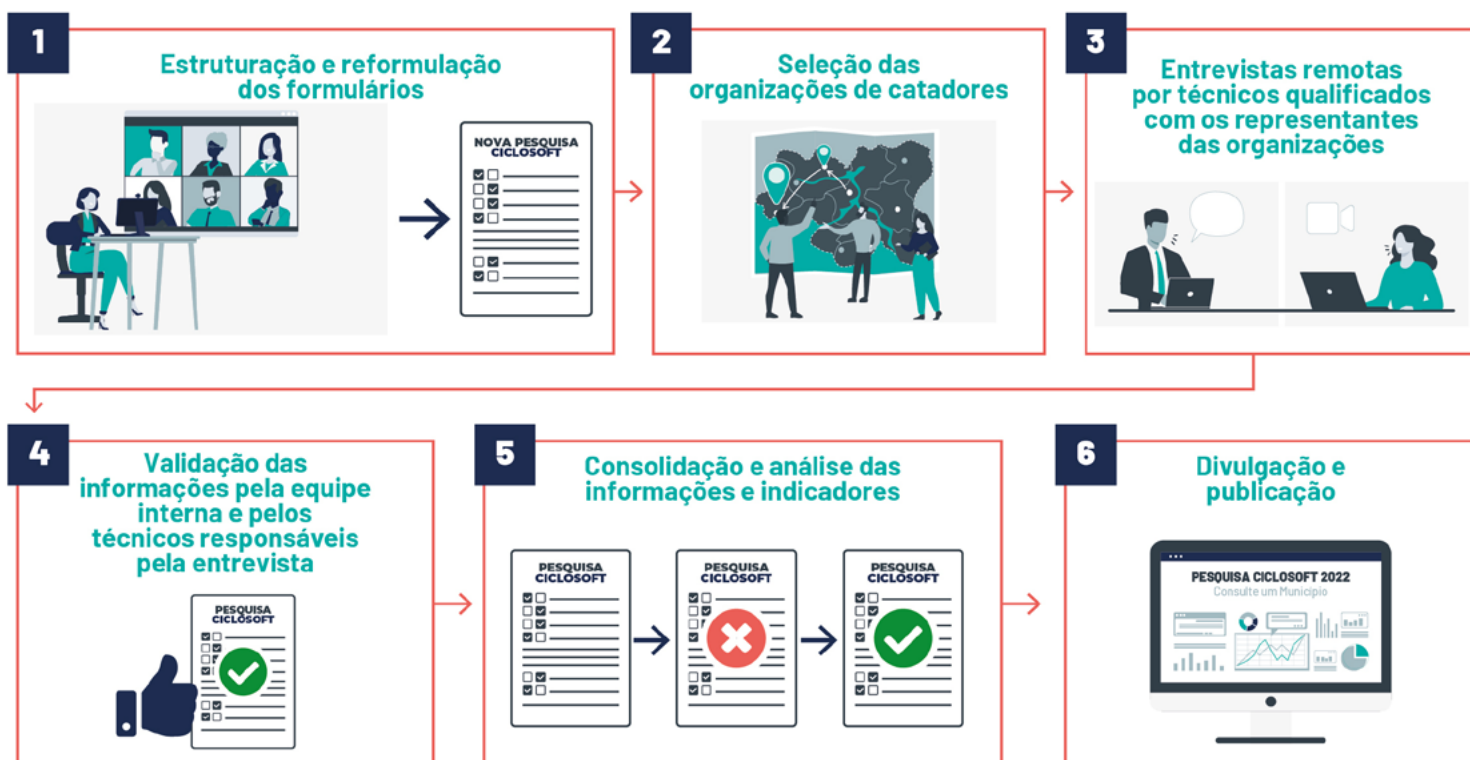 1
Estruturação e reformulação
dos formulários
NOVA PESQUISA
CICLOSOFT
2
Seleção das
organizações de catadores
3
Entrevistas remotas
por técnicos qualificados
com os representantes
das organizações
4
Validação das
informações pela equipe
interna e pelos
técnicos responsáveis
pela entrevista
PESQUISA
CICLOSOFT
5
Consolidação e análise das
informações e indicadores
PESQUISA
CICLOSOFT
PESQUISA
CICLOSOFT
PESQUISA
CICLOSOFT
6
Divulgação e
publicação
PESQUISA CICLOSOFT 2022
Consulte um Município